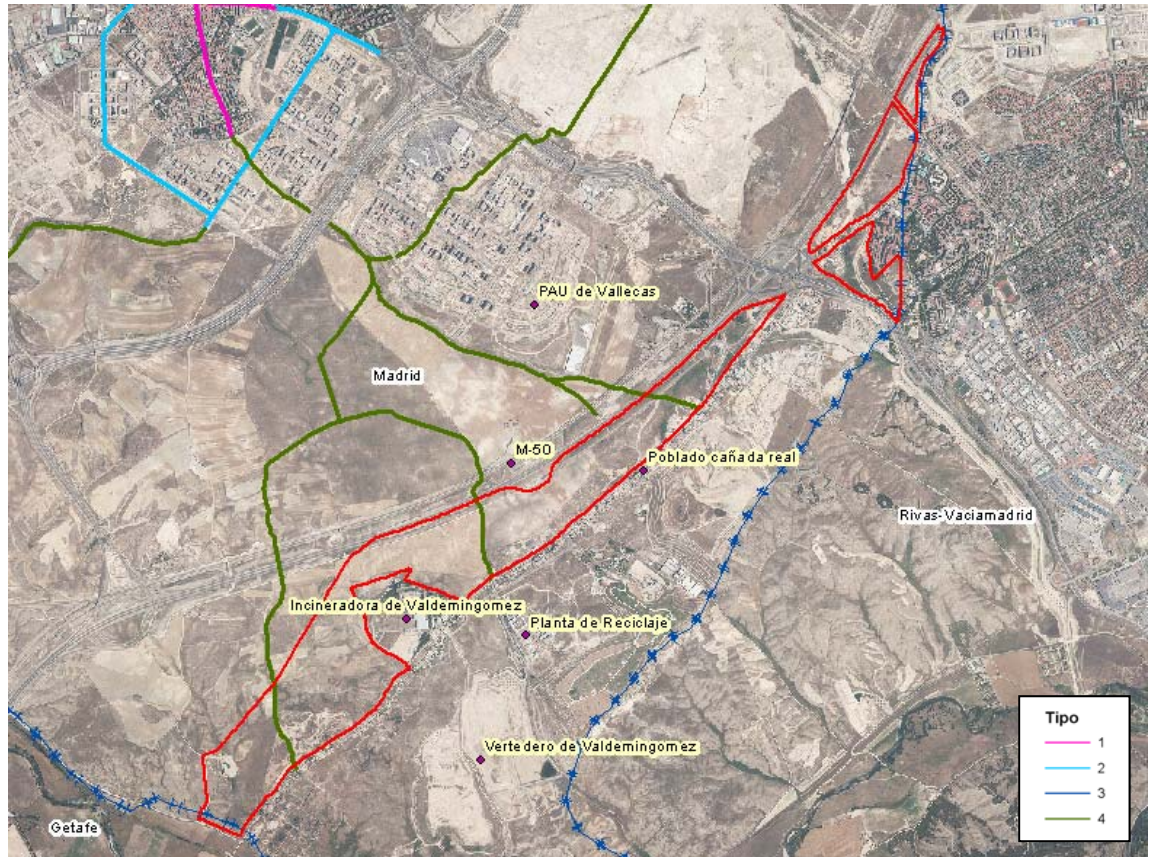 PAU de Vallecas
Madrid
M-50
Poblado cañada real
Rivas-Vaciamadrid
Incineradora de Valdemingomez
Planta de Reciclaje
Vertedero de Valdemingomez
Getafe
Tipo
1
2
3
4